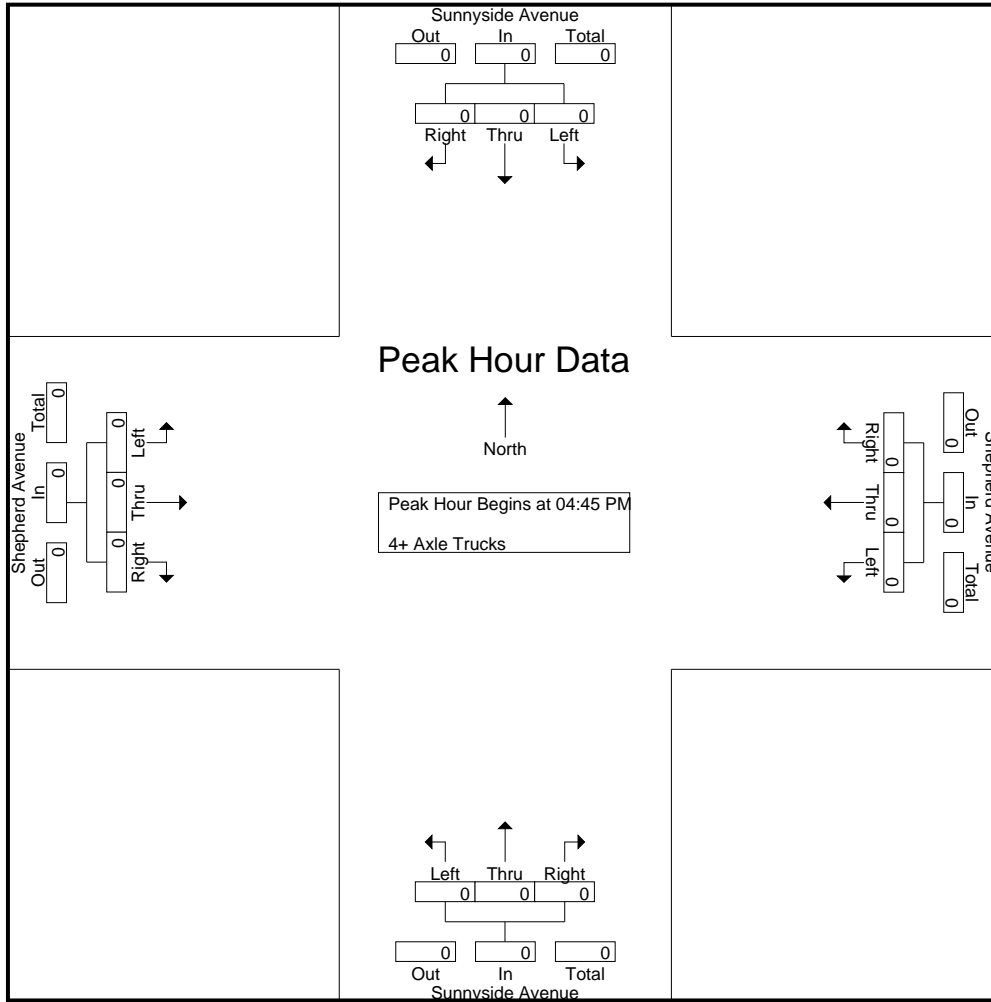 Sunnyside Avenue
Out In Total
0 0 0
0 0 0
Right Thru Left
Peak Hour Data
North
Peak Hour Begins at 04:45 PM
4+ Axle Trucks
Shepherd Avenue
Total In Out
0 0 0
0 0 0
Left Thru Right
Shepherd Avenue
Out In Total
0 0 0
0 0 0
Right Thru Left
Left Thru Right
0 0 0
0 0 0
Out In Total
Sunnyside Avenue